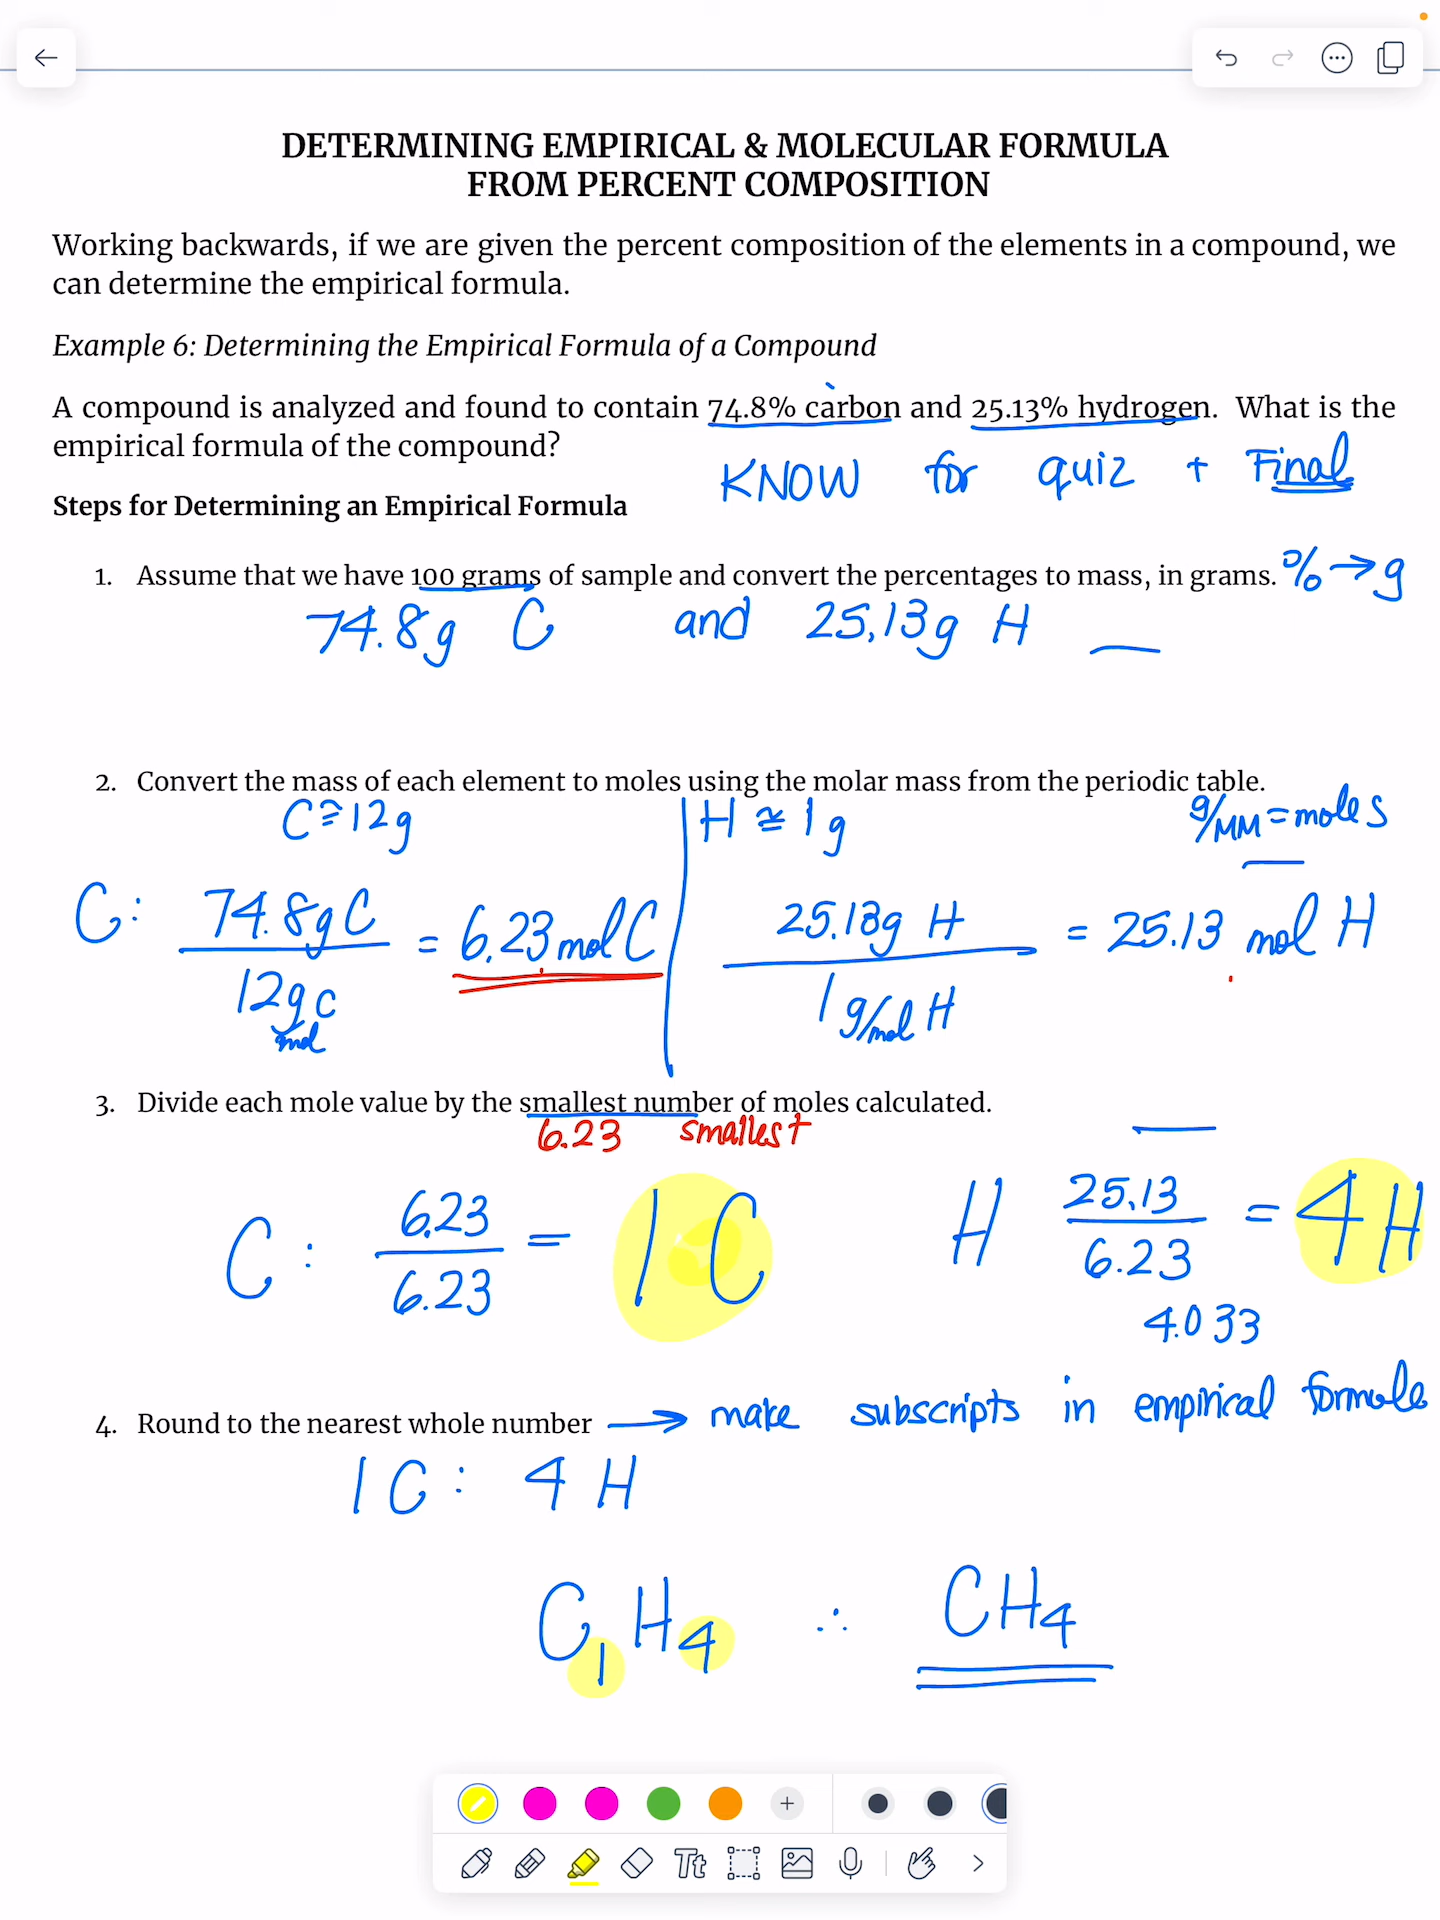 DETERMINING EMPIRICAL & MOLECULAR FORMULA
FROM PERCENT COMPOSITION
Working backwards, if we are given the percent composition of the elements in a compound, we
can determine the empirical formula.
Example 6: Determining the Empirical Formula of a Compound
A compound is analyzed and found to contain 74.8% carbon and 25.13% hydrogen. What is the
empirical formula of the compound?
KNOW for quiz + Final
Steps for Determining an Empirical Formula
1. Assume that we have 100 grams of sample and convert the percentages to mass, in grams. % → g
74.8g C and 25.13g H
2. Convert the mass of each element to moles using the molar mass from the periodic table.
C ≅ 12g H ≅ 1g g/MM = moles
C: 74.8g C = 6.23 mol C 25.13g H = 25.13 mol H
12g C 1 g/mol H
mol
3. Divide each mole value by the smallest number of moles calculated.
6.23 smallest
C: 6.23 = 1 C H 25.13 = 4 H
6.23 6.23
4.033
4. Round to the nearest whole number → make subscripts in empirical formula
1 C : 4 H
C1H4 ∴ CH4
Tt